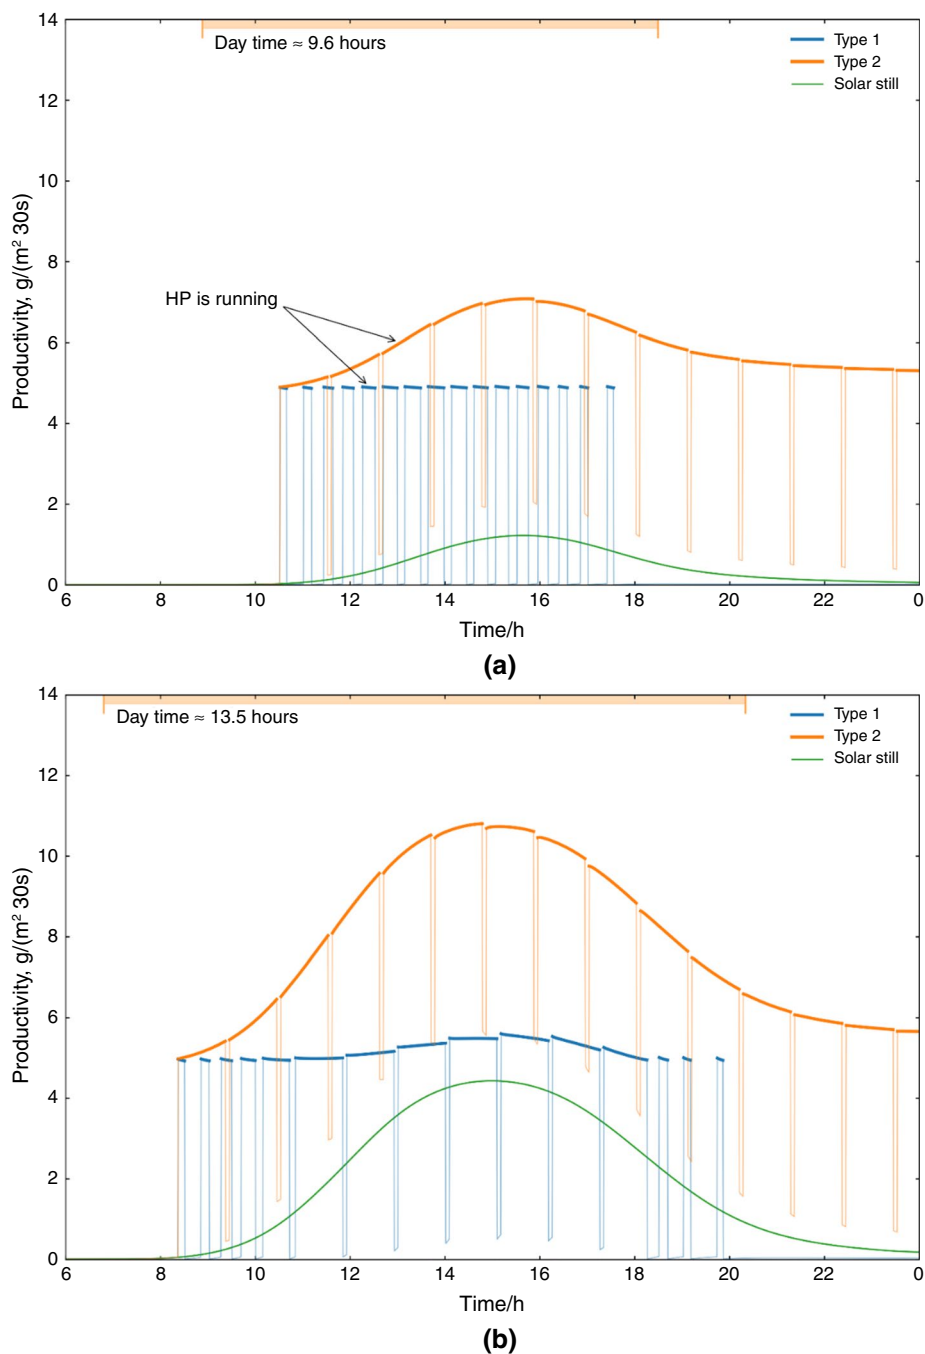 14
12
10
8
6
4
2
0
Productivity, g/(m² 30s)
Day time ≈ 9.6 hours
Type 1
Type 2
Solar still
HP is running
6 8 10 12 14 16 18 20 22 0
Time/h
(a)
14
12
10
8
6
4
2
0
Productivity, g/(m² 30s)
Day time ≈ 13.5 hours
Type 1
Type 2
Solar still
6 8 10 12 14 16 18 20 22 0
Time/h
(b)